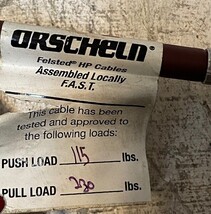 ORSCHELN
Felsted® HP Cables
Assembled Locally
F.A.S.T.
This cable has been
tested and approved to
the following loads:
PUSH LOAD 115 lbs.
PULL LOAD 230 lbs.